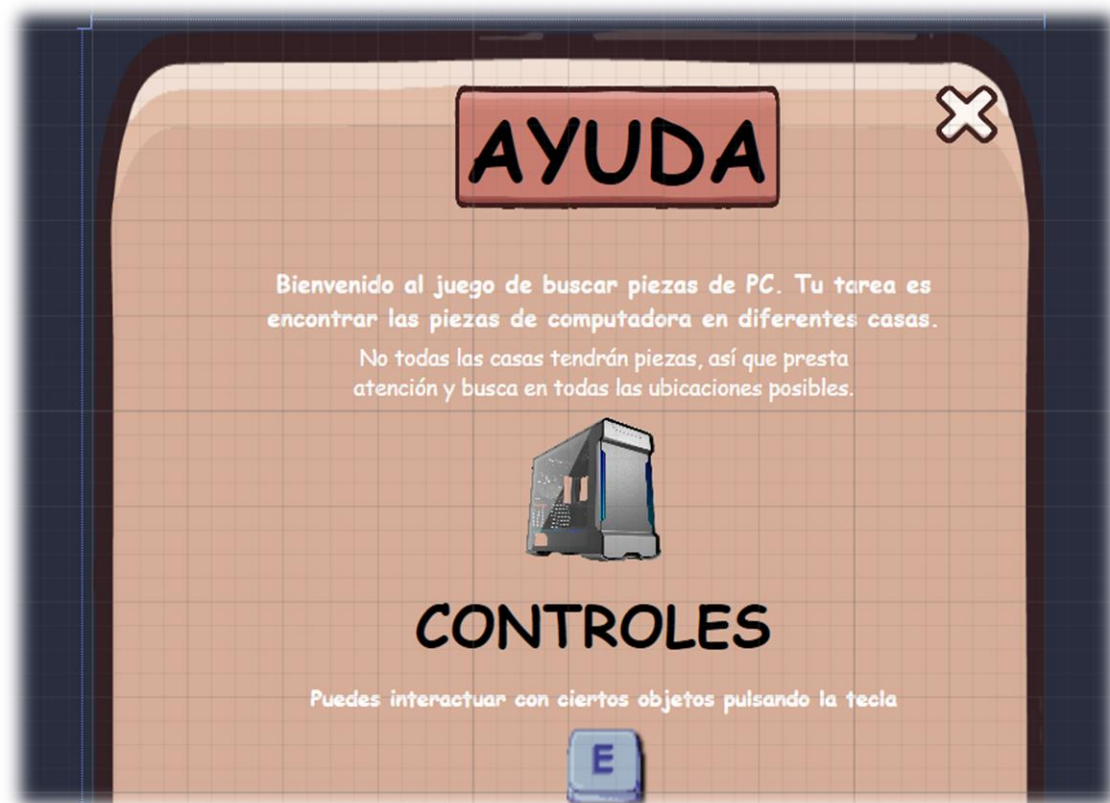 AYUDA
Bienvenido al juego de buscar piezas de PC. Tu tarea es
encontrar las piezas de computadora en diferentes casas.
No todas las casas tendrán piezas, así que presta
atención y busca en todas las ubicaciones posibles.
CONTROLES
Puedes interactuar con ciertos objetos pulsando la tecla
E